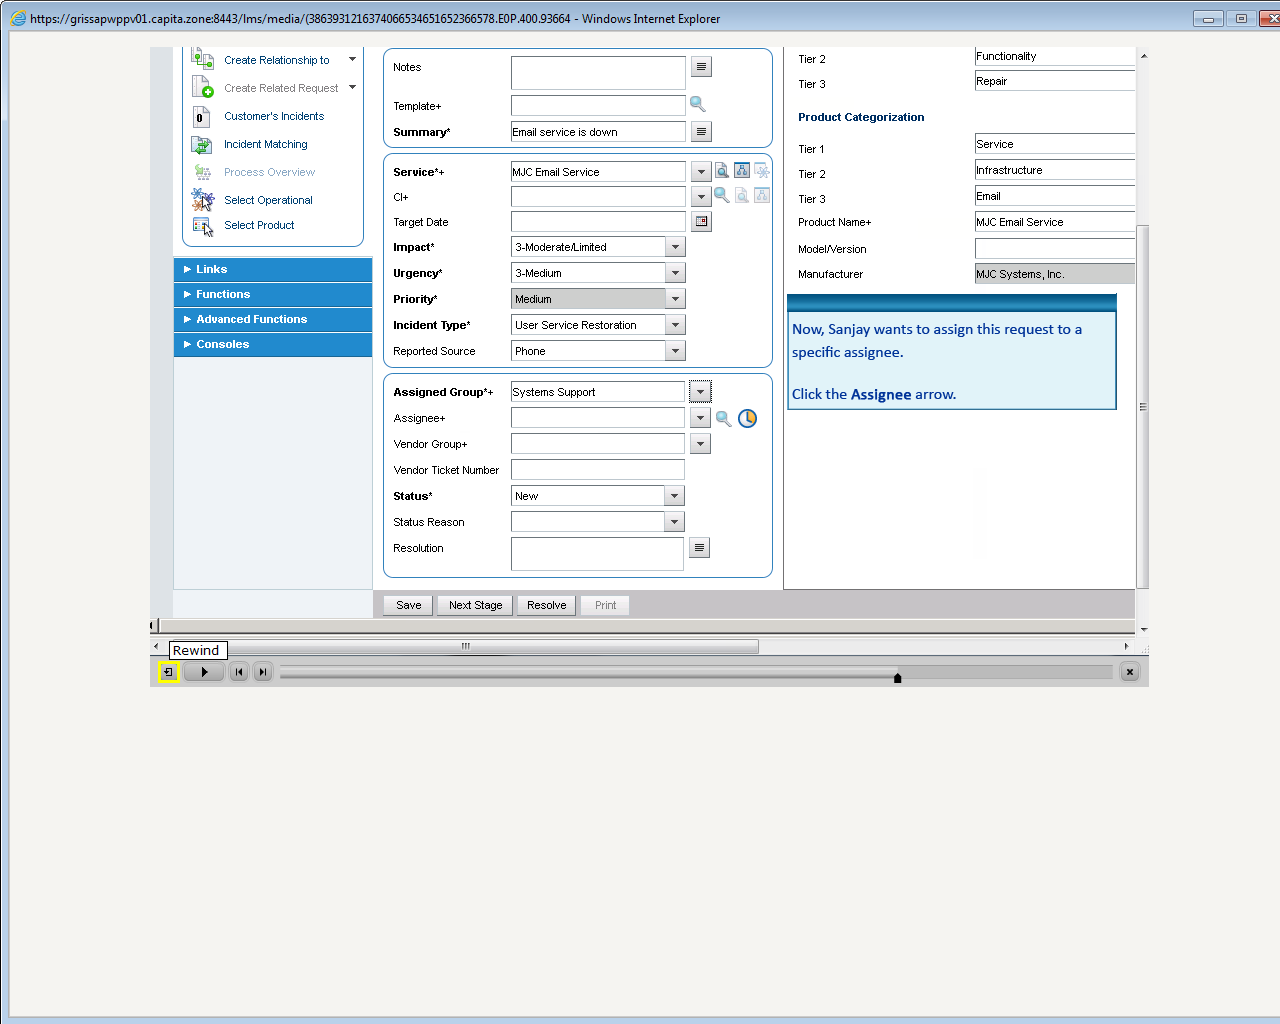 https://grissapwppv01.capita.zone:8443/lms/media/(3863931216374066534651652366578.E0P.400.93664 - Windows Internet Explorer
Create Relationship to
Create Related Request
Customer's Incidents
Incident Matching
Process Overview
Select Operational
Select Product
Links
Functions
Advanced Functions
Consoles
Notes
Template+
Summary* Email service is down
Service*+ MJC Email Service
CI+
Target Date
Impact* 3-Moderate/Limited
Urgency* 3-Medium
Priority* Medium
Incident Type* User Service Restoration
Reported Source Phone
Assigned Group*+ Systems Support
Assignee+
Vendor Group+
Vendor Ticket Number
Status* New
Status Reason
Resolution
Save Next Stage Resolve Print
Tier 2 Functionality
Tier 3 Repair
Product Categorization
Tier 1 Service
Tier 2 Infrastructure
Tier 3 Email
Product Name+ MJC Email Service
Model/Version
Manufacturer MJC Systems, Inc.
Now, Sanjay wants to assign this request to a
specific assignee.
Click the Assignee arrow.
Rewind